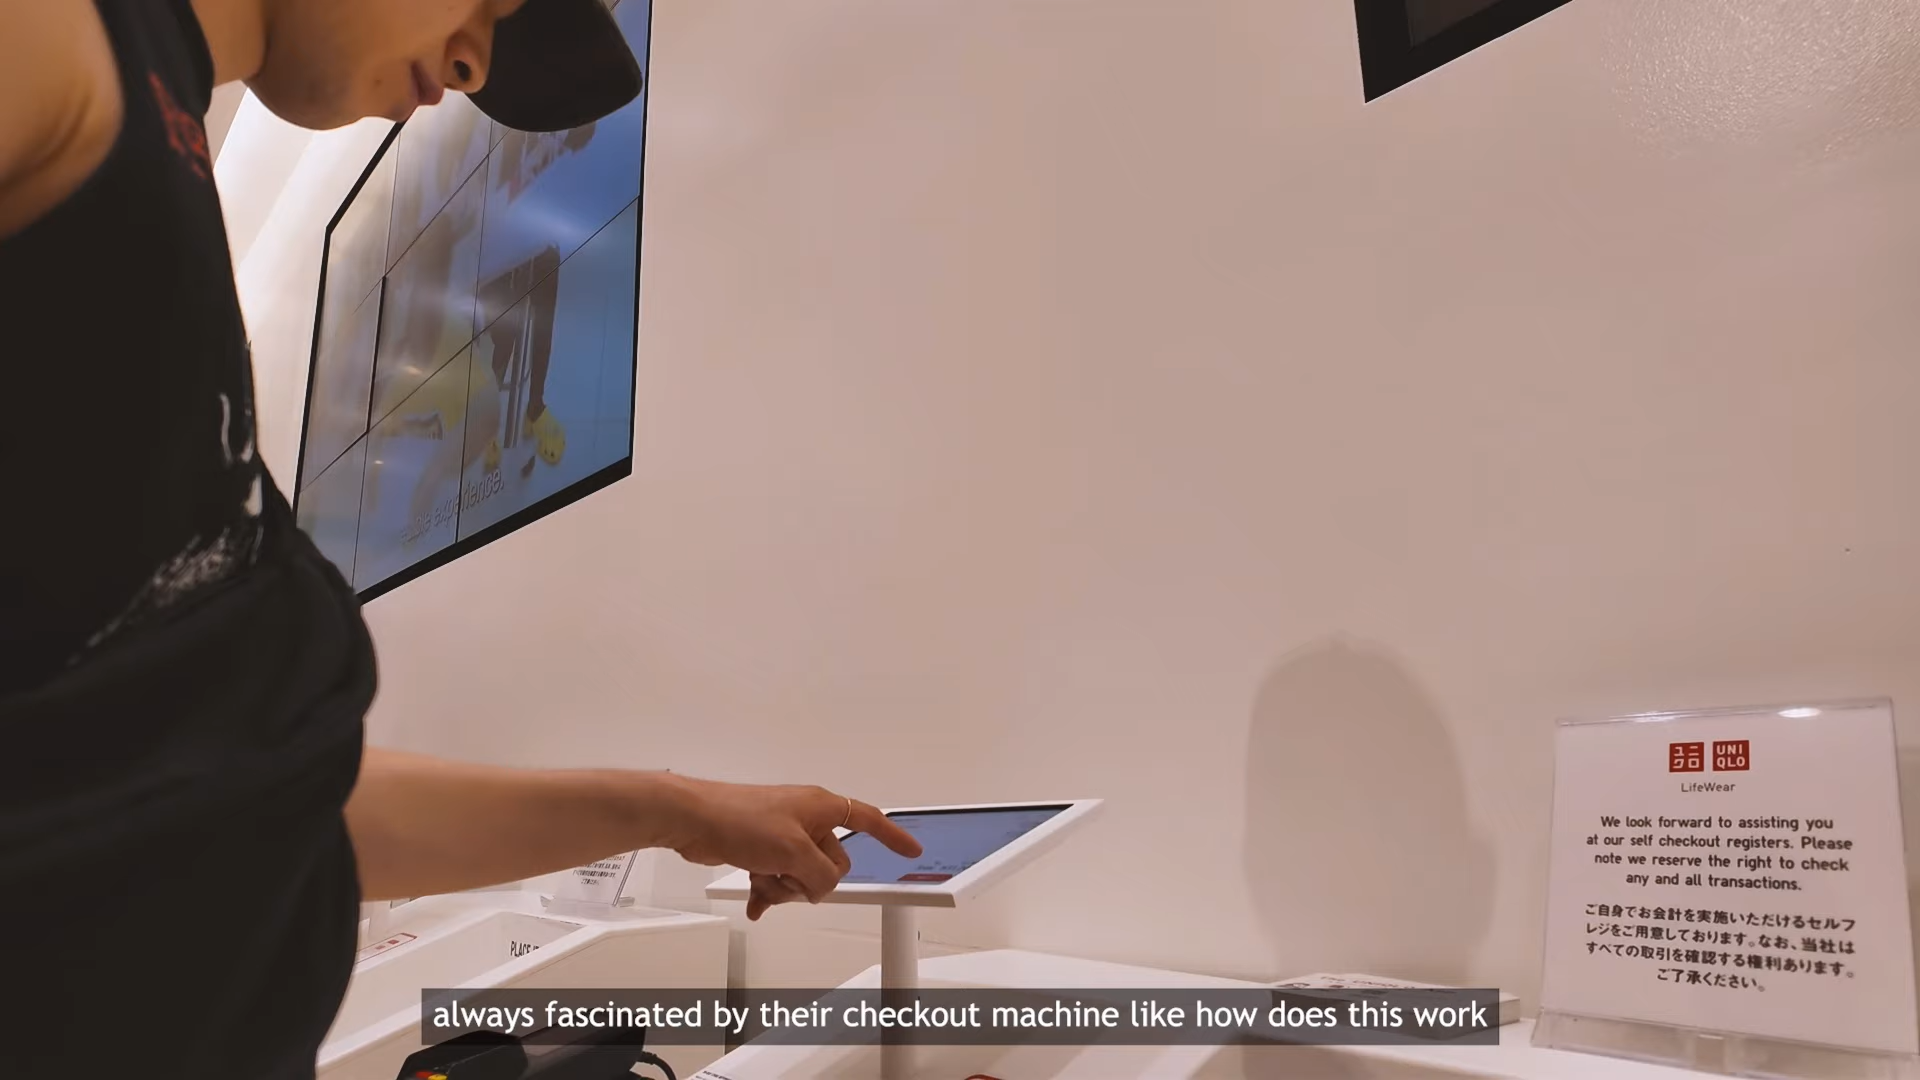 experience.
ユニ
クロ
UNI
QLO
LifeWear
We look forward to assisting you
at our self checkout registers. Please
note we reserve the right to check
any and all transactions.
ご自身でお会計を実施いただけるセルフ
レジをご用意しております。なお、当社は
すべての取引を確認する権利あります。
ご了承ください。
PLACE
always fascinated by their checkout machine like how does this work